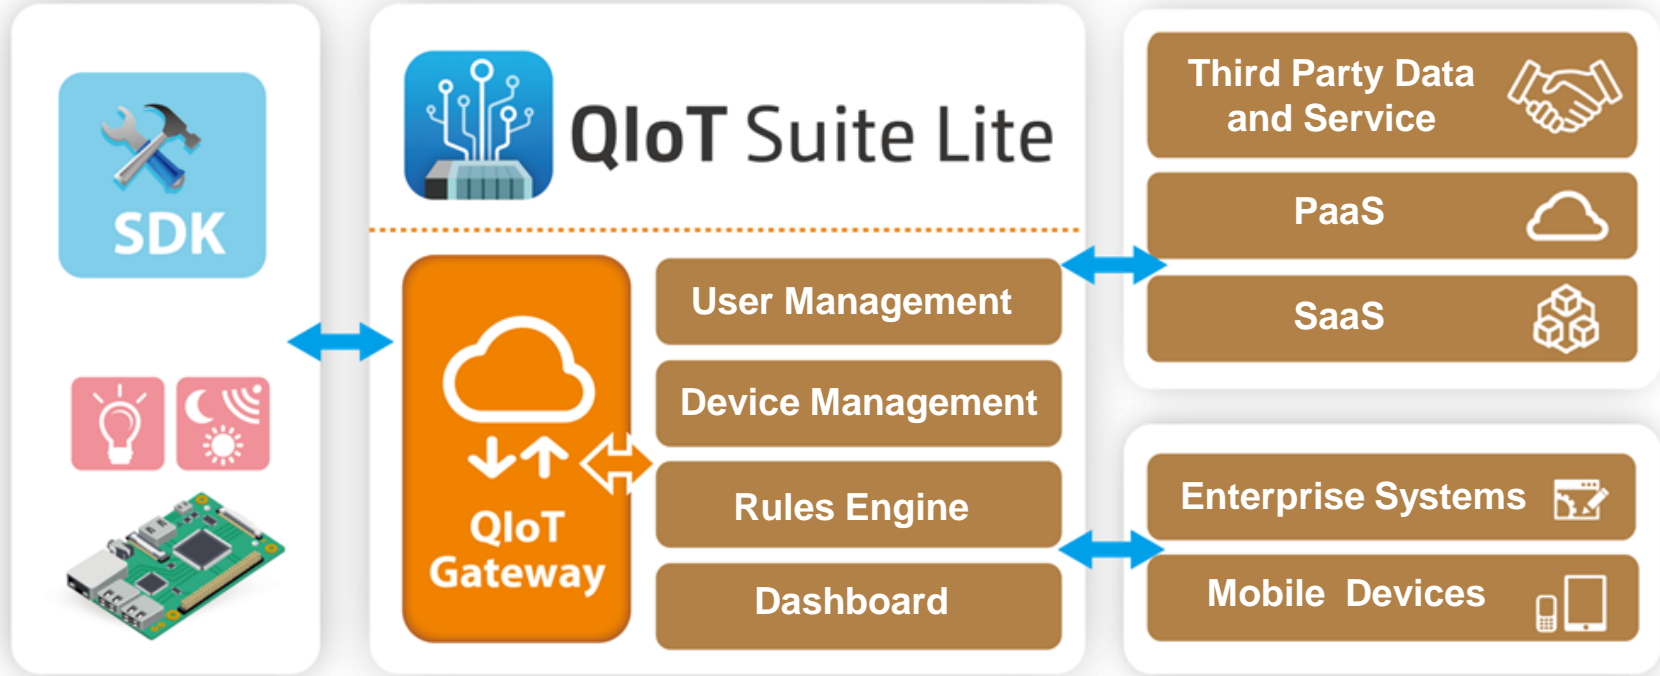 SDK
QIoT Suite Lite
QIoT
Gateway
User Management
Device Management
Rules Engine
Dashboard
Third Party Data
and Service
PaaS
SaaS
Enterprise Systems
Mobile Devices